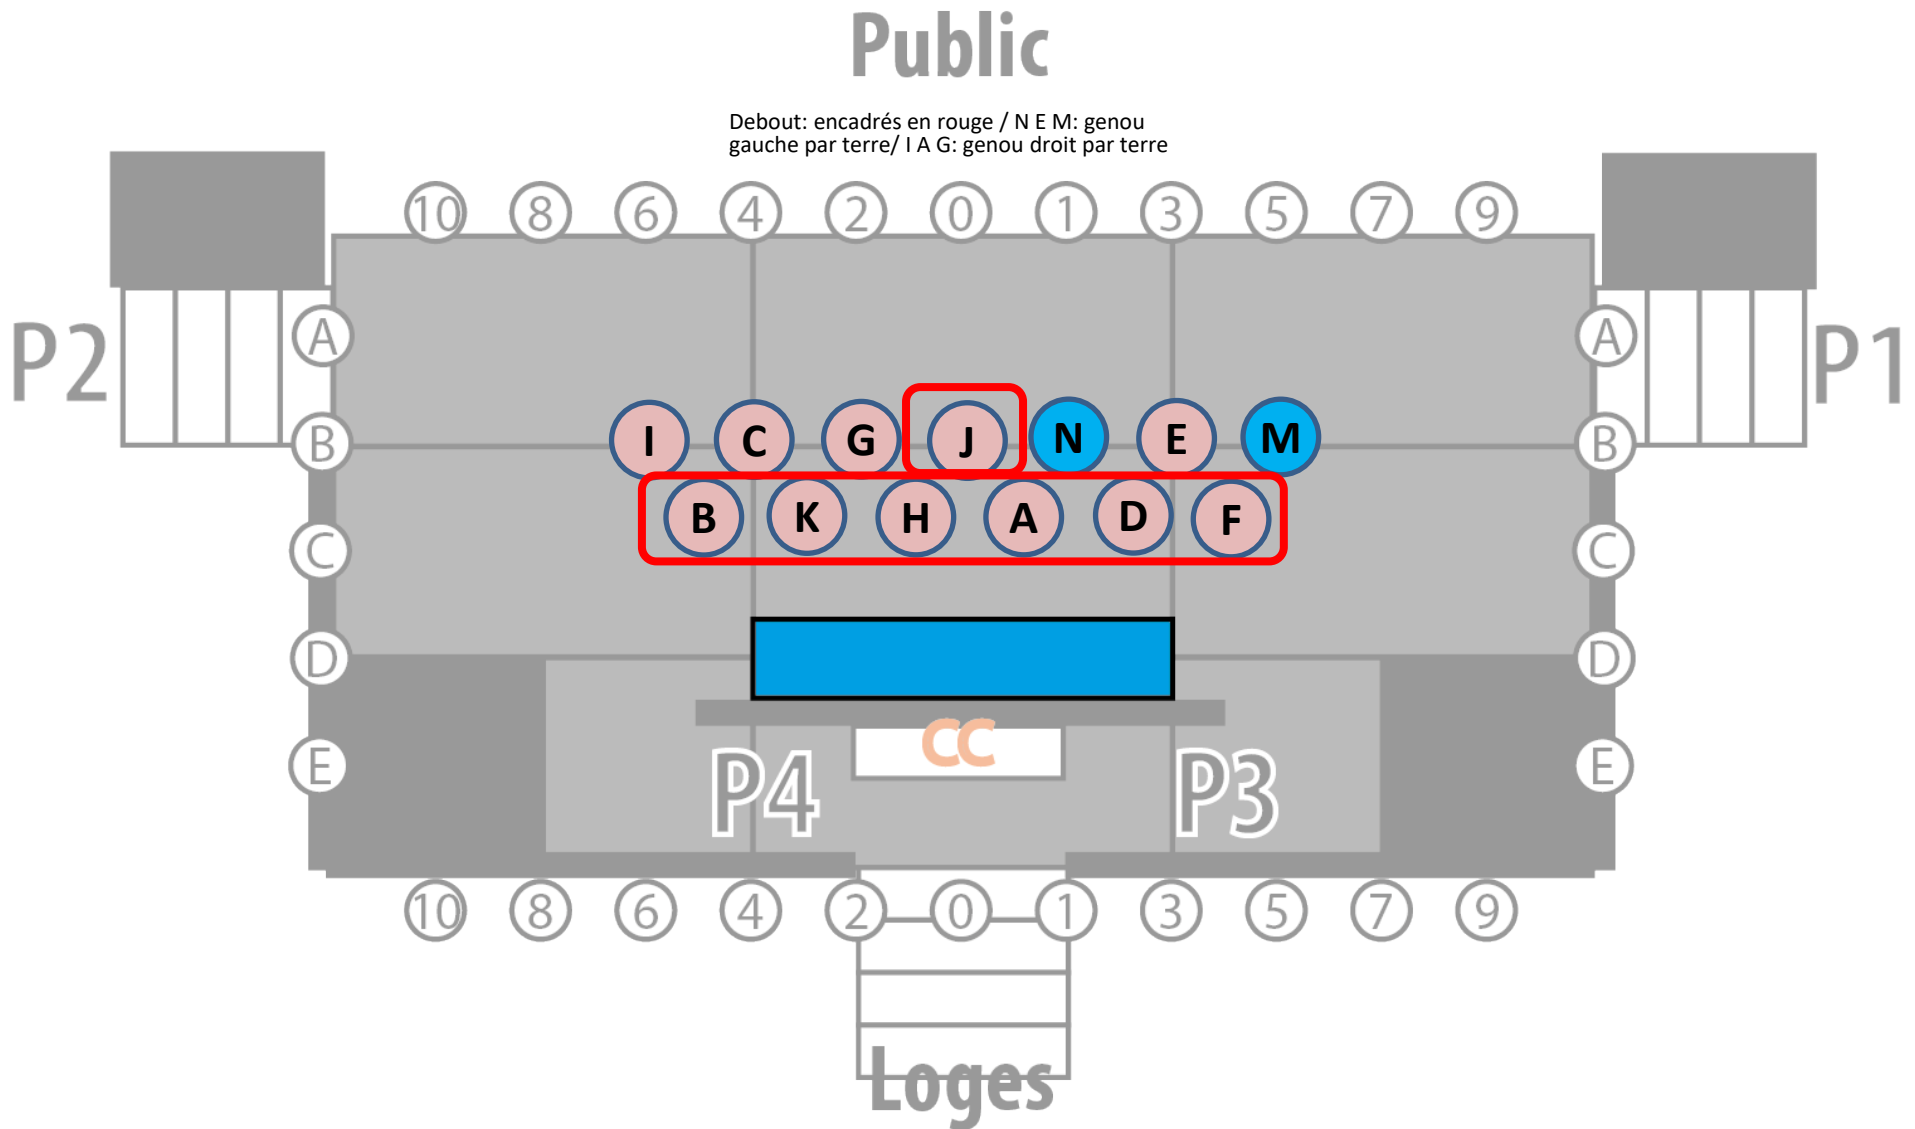 Public
Debout: encadrés en rouge / N E M: genou
gauche par terre/ I A G: genou droit par terre
10 8 6 4 2 0 1 3 5 7 9
A A
P2 P1
B I C G J N E M B
B K H A D F
C C
D D
CC
P4 P3
E E
10 8 6 4 2 0 1 3 5 7 9
Loges